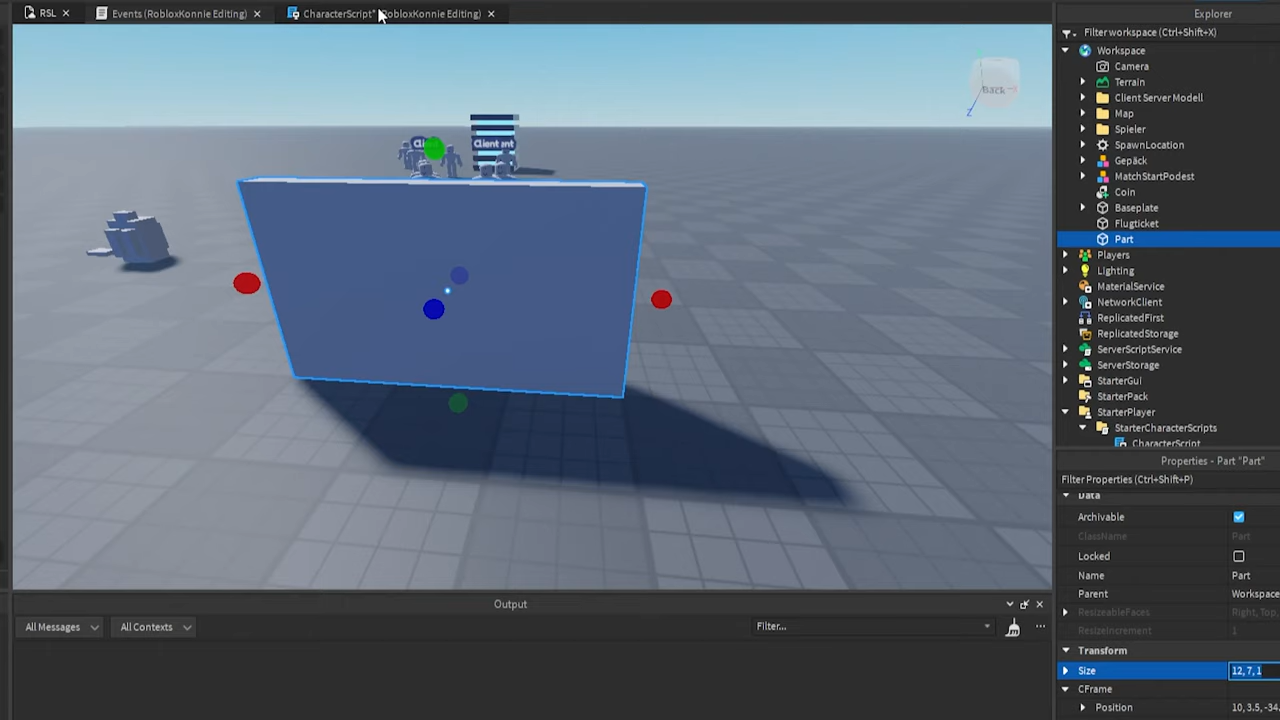 RSL
Events (RobloxKonnie Editing)
CharacterScript* (RobloxKonnie Editing)
Explorer
Filter workspace (Ctrl+Shift+X)
Workspace
Camera
Terrain
Client Server Modell
Map
Spieler
SpawnLocation
Gepäck
MatchStartPodest
Coin
Baseplate
Flugticket
Part
Players
Lighting
MaterialService
NetworkClient
ReplicatedFirst
ReplicatedStorage
ServerScriptService
ServerStorage
StarterGui
StarterPack
StarterPlayer
StarterCharacterScripts
CharacterScript
Back
Z
Client
Properties - Part "Part"
Filter Properties (Ctrl+Shift+P)
Data
Archivable
ClassName Part
Locked
Name Part
Parent Workspace
ResizeableFaces Right, Top,
ResizeIncrement 1
Transform
Size 12, 7, 1
CFrame
Position 10, 3.5, -34,
Output
All Messages
All Contexts
Filter...